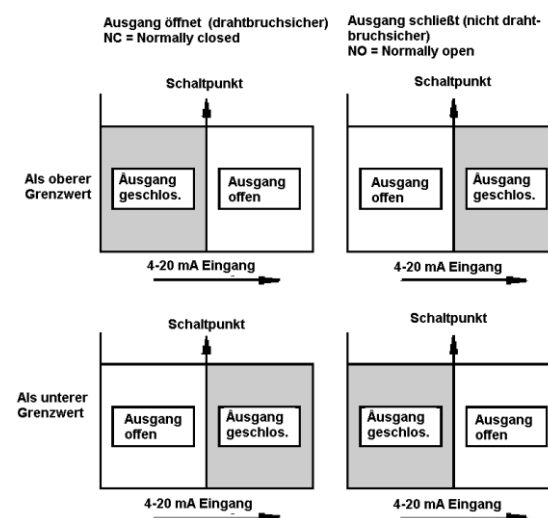 Ausgang öffnet (drahtbruchsicher)
NC = Normally closed
Ausgang schließt (nicht draht-
bruchsicher)
NO = Normally open
Schaltpunkt
Schaltpunkt
Als oberer
Grenzwert
Ausgang
geschlos.
Ausgang
offen
Ausgang
offen
Ausgang
geschlos.
4-20 mA Eingang
4-20 mA Eingang
Schaltpunkt
Schaltpunkt
Als unterer
Grenzwert
Ausgang
offen
Ausgang
geschlos.
Ausgang
geschlos.
Ausgang
offen
4-20 mA Eingang
4-20 mA Eingang